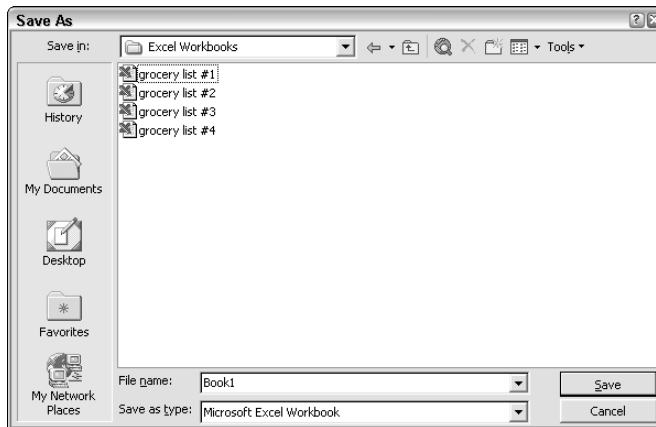 Save As
Save in:
Excel Workbooks
Tools
History
My Documents
Desktop
Favorites
My Network
Places
grocery list #1
grocery list #2
grocery list #3
grocery list #4
File name:
Book1
Save
Save as type:
Microsoft Excel Workbook
Cancel